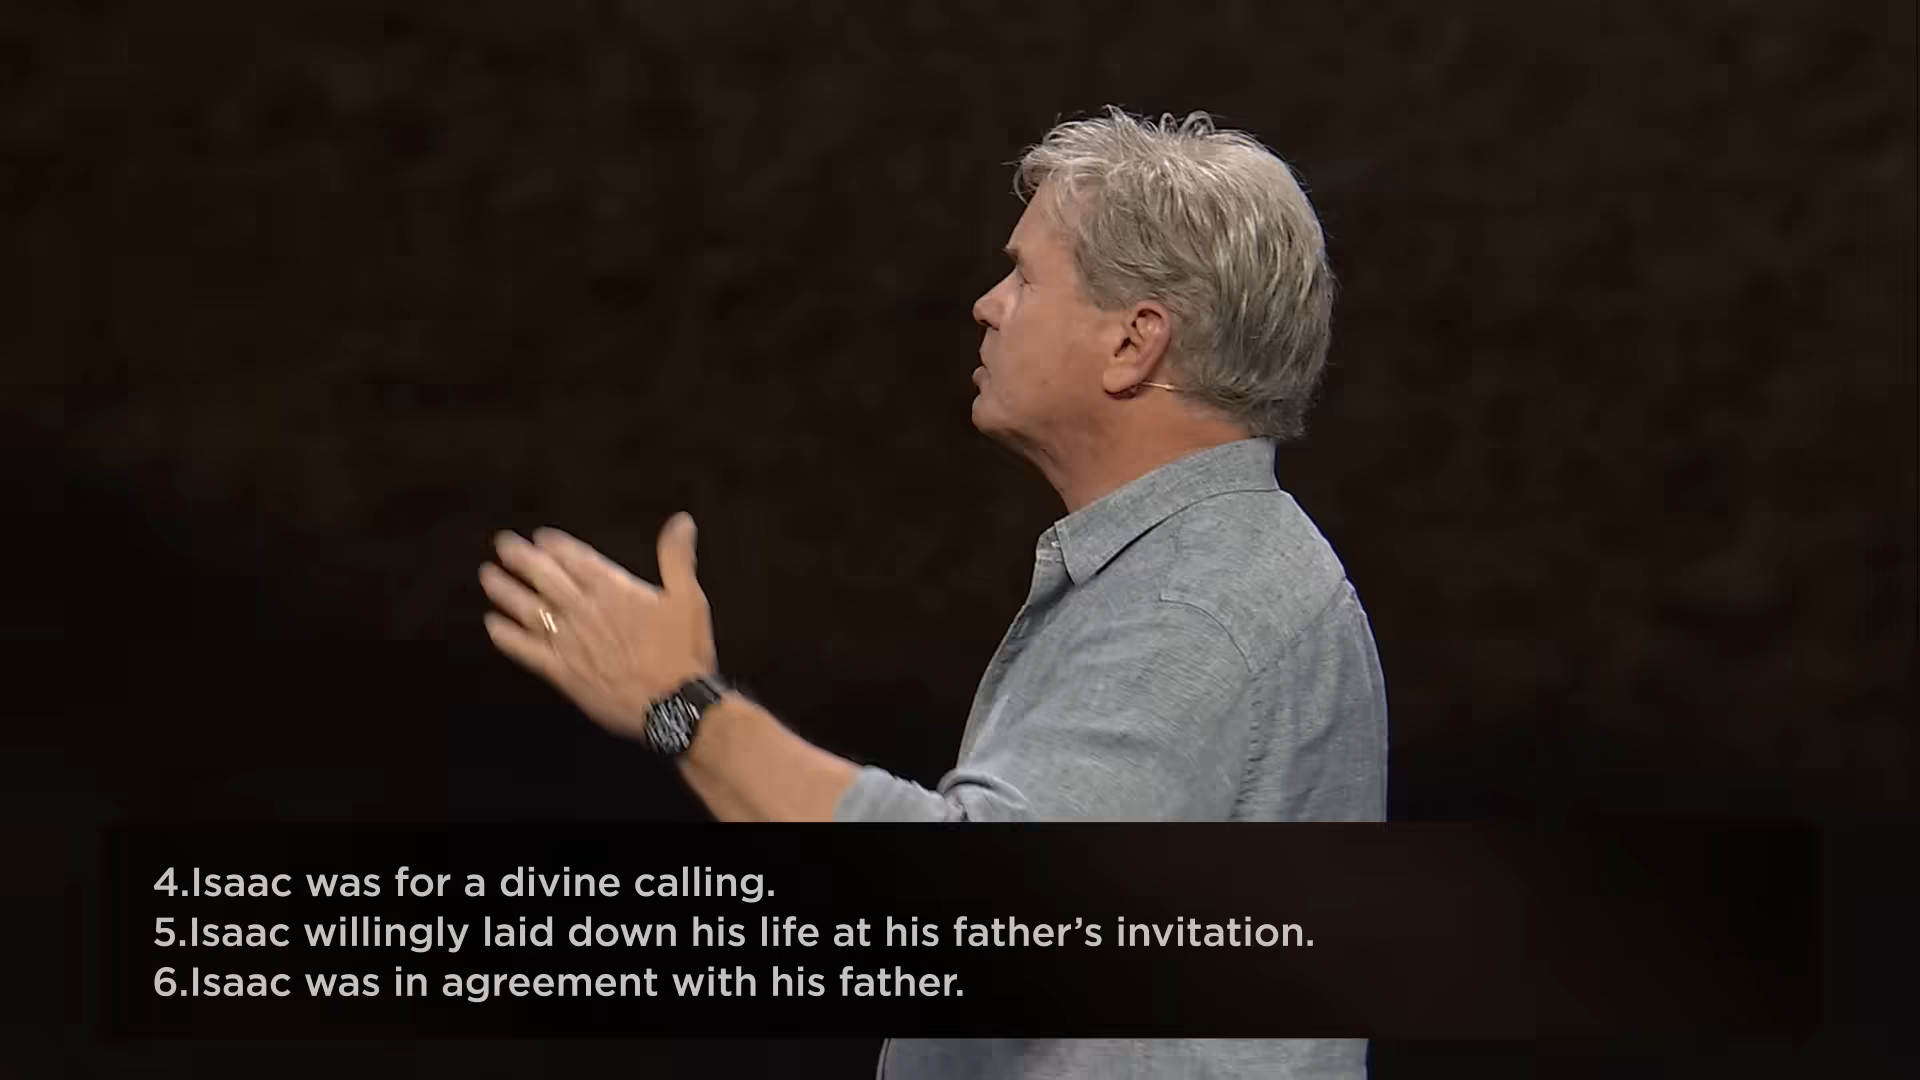 4.Isaac was for a divine calling.
5.Isaac willingly laid down his life at his father’s invitation.
6.Isaac was in agreement with his father.